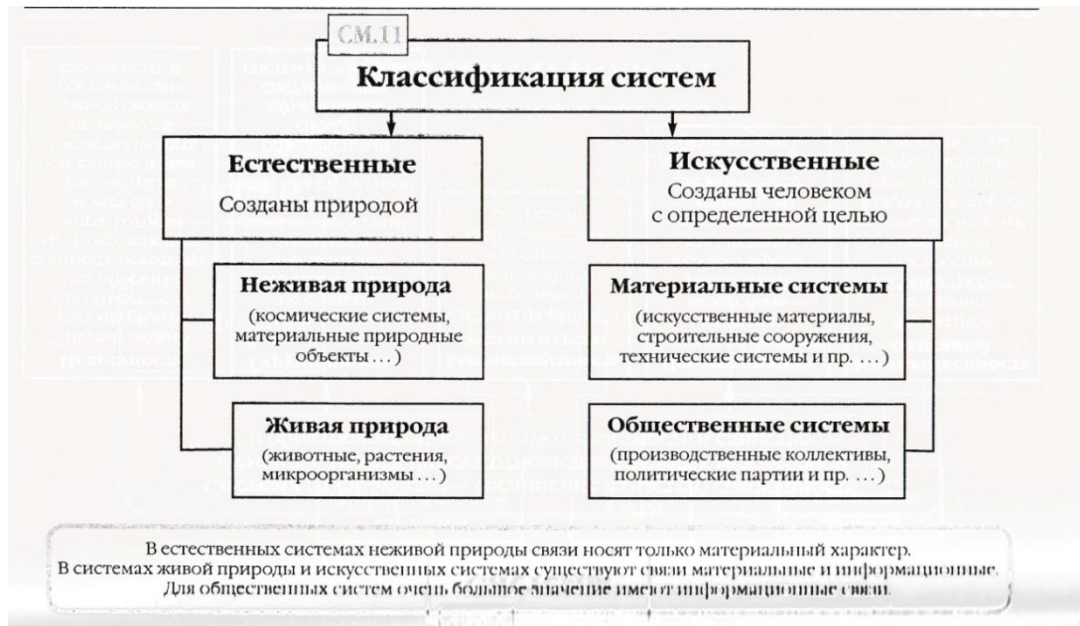 СМ.11
Классификация систем
Естественные
Созданы природой
Искусственные
Созданы человеком
с определенной целью
Неживая природа
(космические системы,
материальные природные
объекты … )
Материальные системы
(искусственные материалы,
строительные сооружения,
технические системы и пр. … )
Живая природа
(животные, растения,
микроорганизмы … )
Общественные системы
(производственные коллективы,
политические партии и пр. … )
В естественных системах неживой природы связи носят только материальный характер.
В системах живой природы и искусственных системах существуют связи материальные и информационные.
Для общественных систем очень большое значение имеют информационные связи.